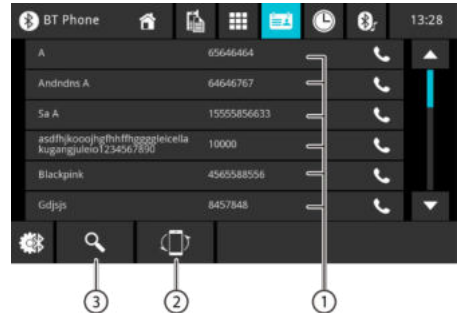 BT Phone 13:28
A 65646464
Andndns A 64646767
Sa A 15555856633
asdfhjkooojhgfhhffhggggleicella
kugangjuleio1234567890 10000
Blackpink 4565588556
Gdjsjs 8457848
3 2 1